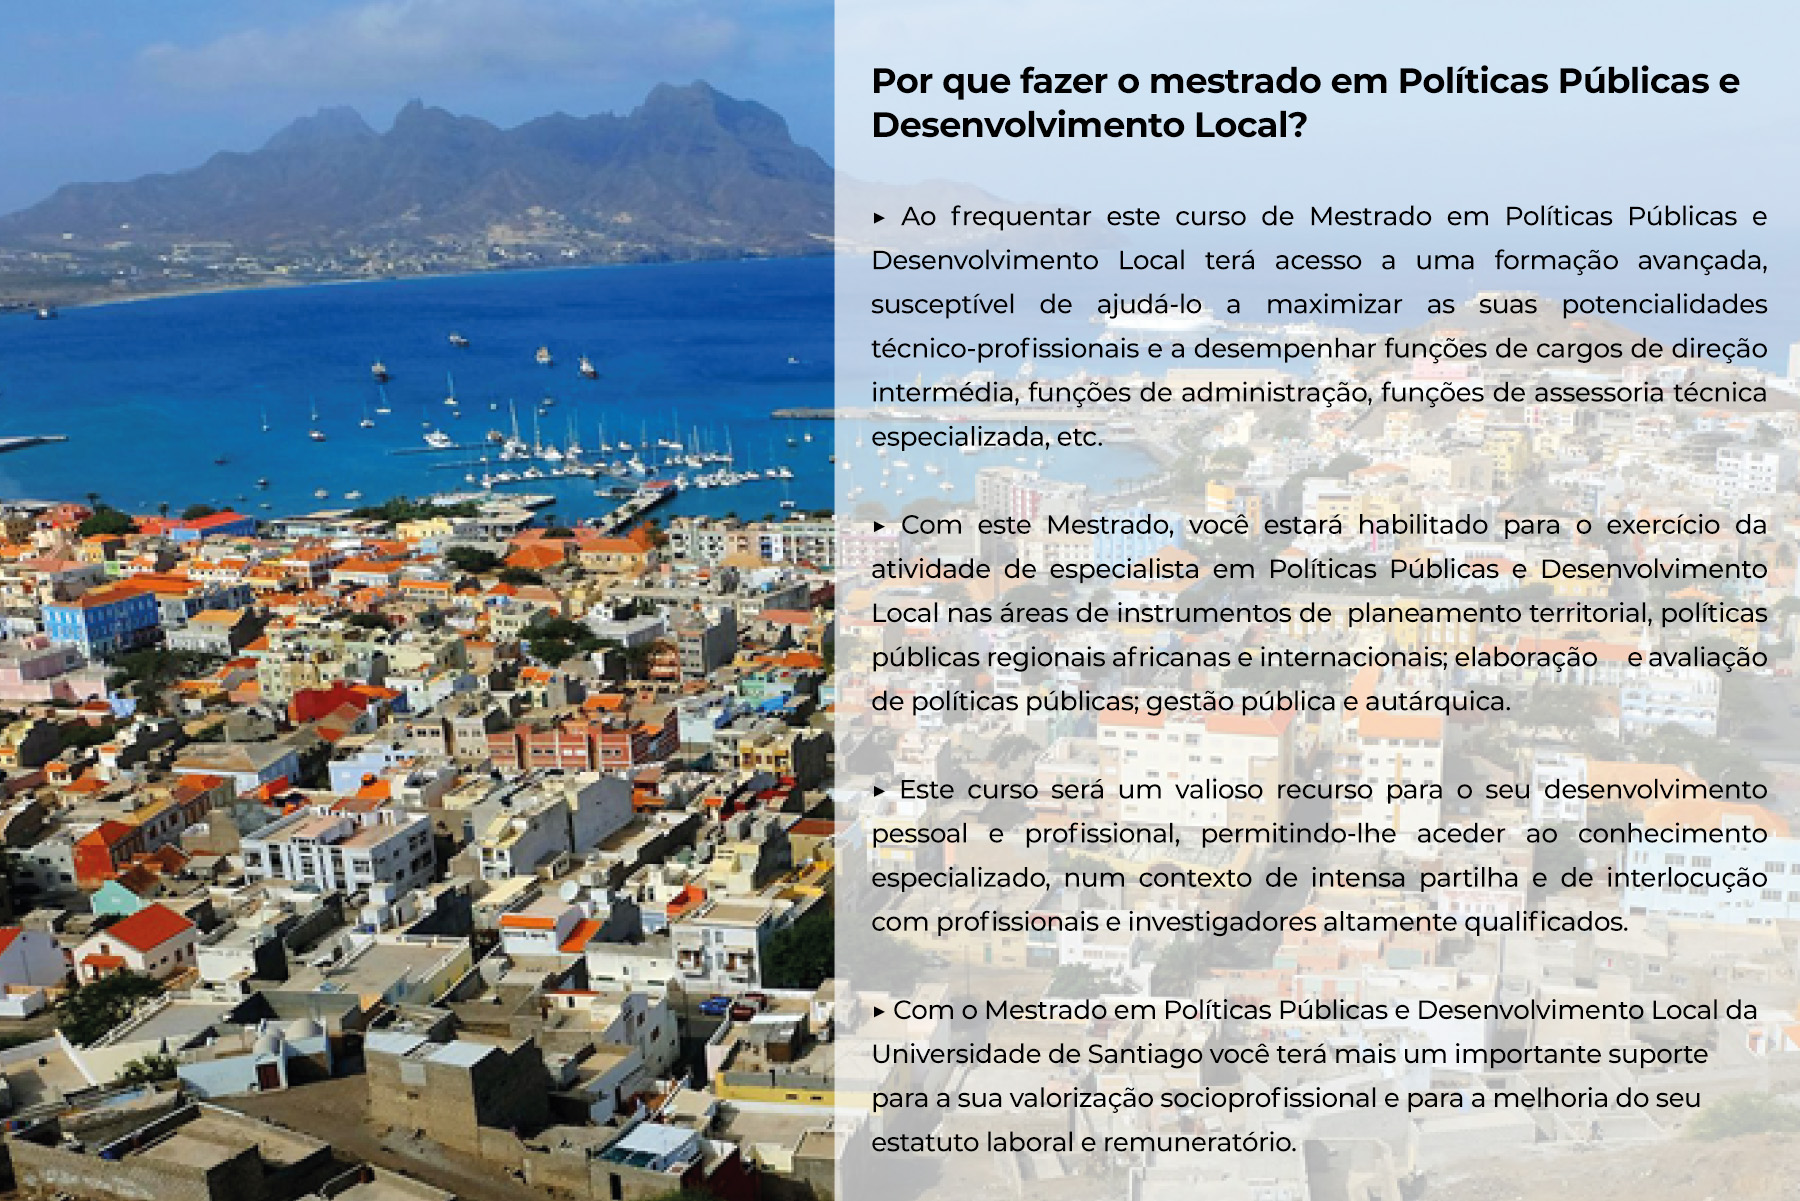 Por que fazer o mestrado em Políticas Públicas e
Desenvolvimento Local?
▸ Ao frequentar este curso de Mestrado em Políticas Públicas e
Desenvolvimento Local terá acesso a uma formação avançada,
susceptível de ajudá-lo a maximizar as suas potencialidades
técnico-profissionais e a desempenhar funções de cargos de direção
intermédia, funções de administração, funções de assessoria técnica
especializada, etc.
▸ Com este Mestrado, você estará habilitado para o exercício da
atividade de especialista em Políticas Públicas e Desenvolvimento
Local nas áreas de instrumentos de planeamento territorial, políticas
públicas regionais africanas e internacionais; elaboração e avaliação
de políticas públicas; gestão pública e autárquica.
▸ Este curso será um valioso recurso para o seu desenvolvimento
pessoal e profissional, permitindo-lhe aceder ao conhecimento
especializado, num contexto de intensa partilha e de interlocução
com profissionais e investigadores altamente qualificados.
▸ Com o Mestrado em Políticas Públicas e Desenvolvimento Local da
Universidade de Santiago você terá mais um importante suporte
para a sua valorização socioprofissional e para a melhoria do seu
estatuto laboral e remuneratório.